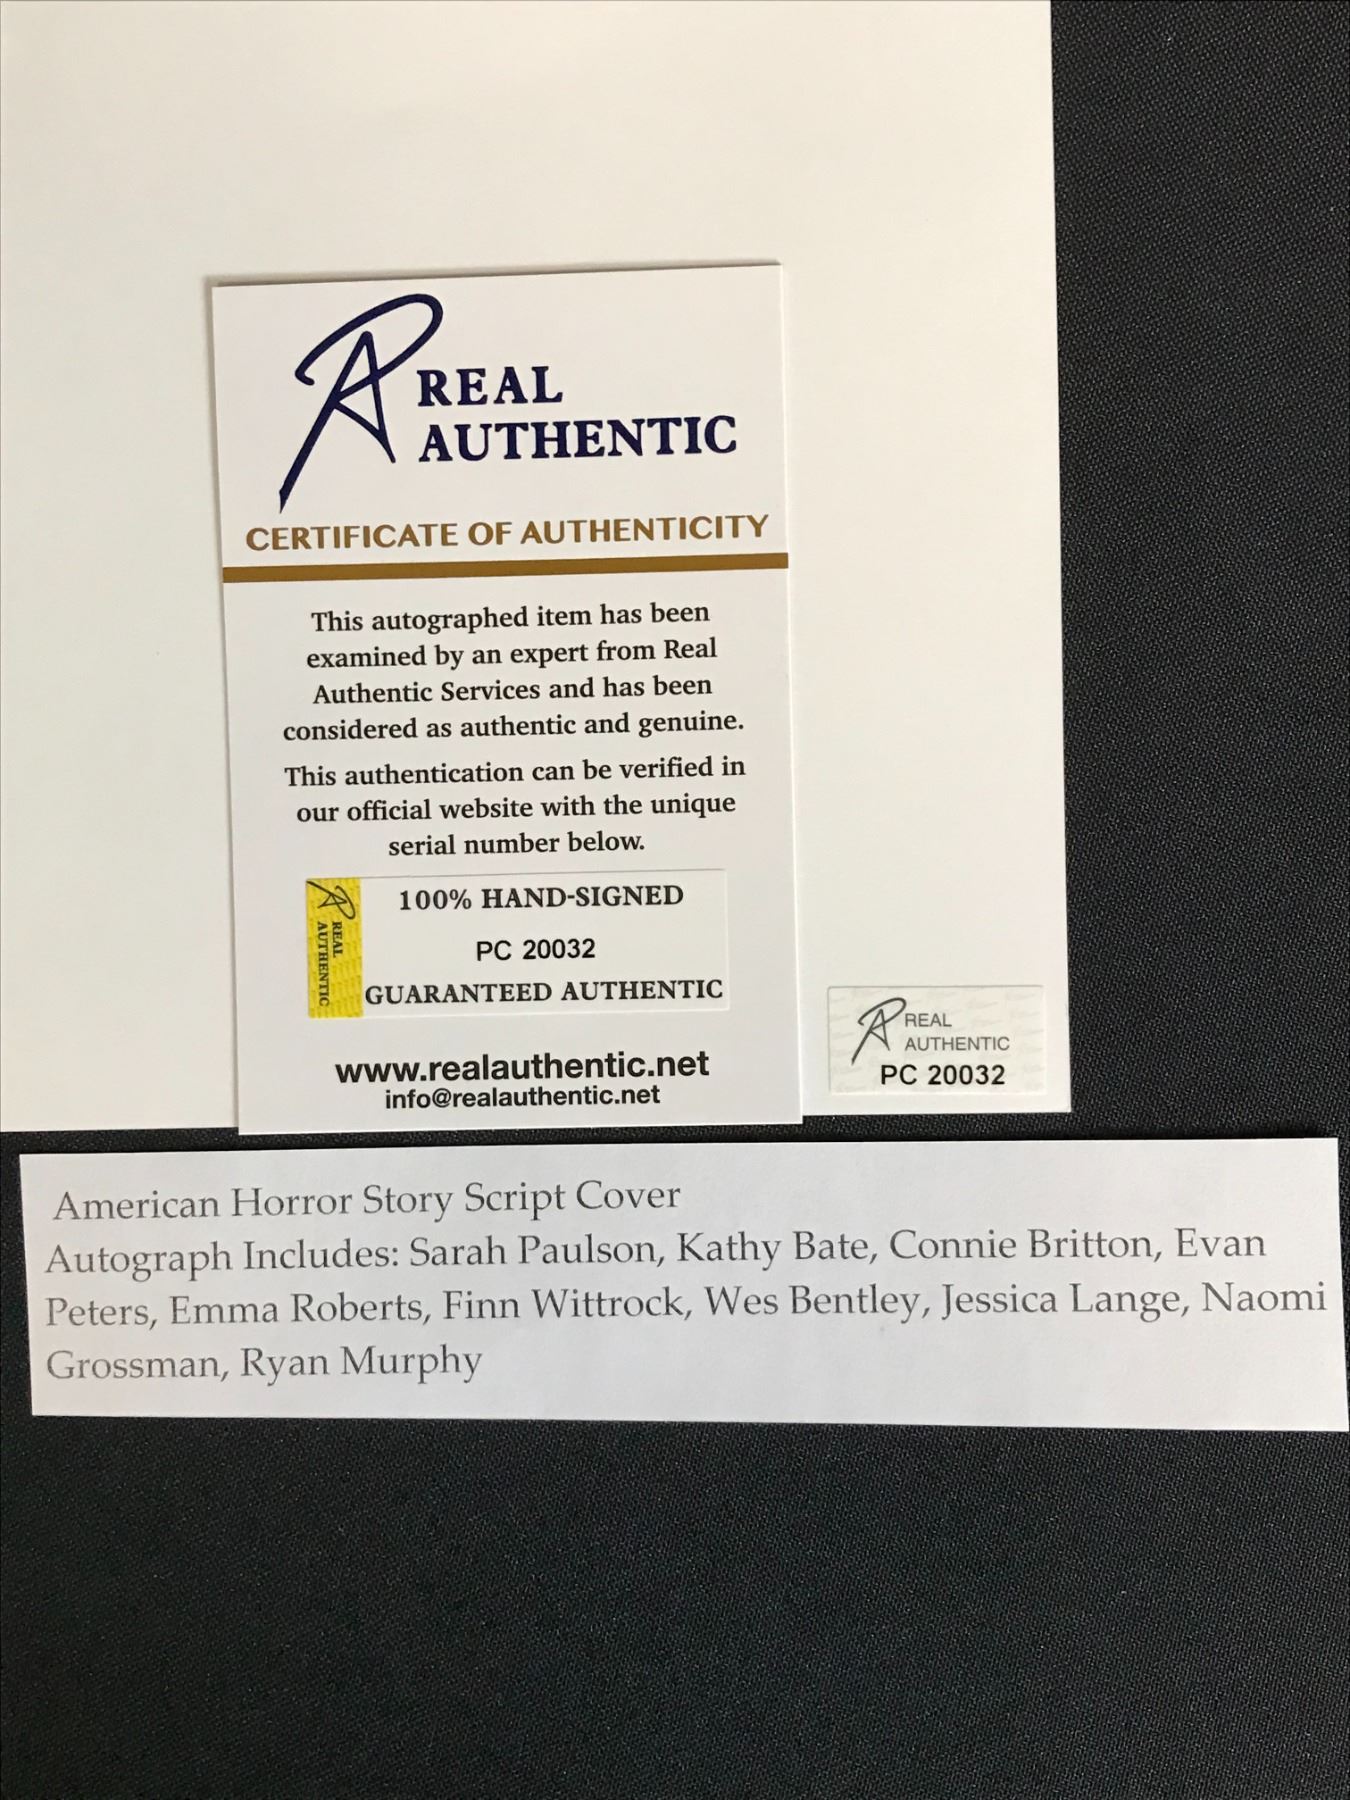 REAL
AUTHENTIC
CERTIFICATE OF AUTHENTICITY
This autographed item has been
examined by an expert from Real
Authentic Services and has been
considered as authentic and genuine.
This authentication can be verified in
our official website with the unique
serial number below.
REAL
AUTHENTIC
100% HAND-SIGNED
PC 20032
GUARANTEED AUTHENTIC
www.realauthentic.net
info@realauthentic.net
REAL
AUTHENTIC
PC 20032
American Horror Story Script Cover
Autograph Includes: Sarah Paulson, Kathy Bate, Connie Britton, Evan
Peters, Emma Roberts, Finn Wittrock, Wes Bentley, Jessica Lange, Naomi
Grossman, Ryan Murphy